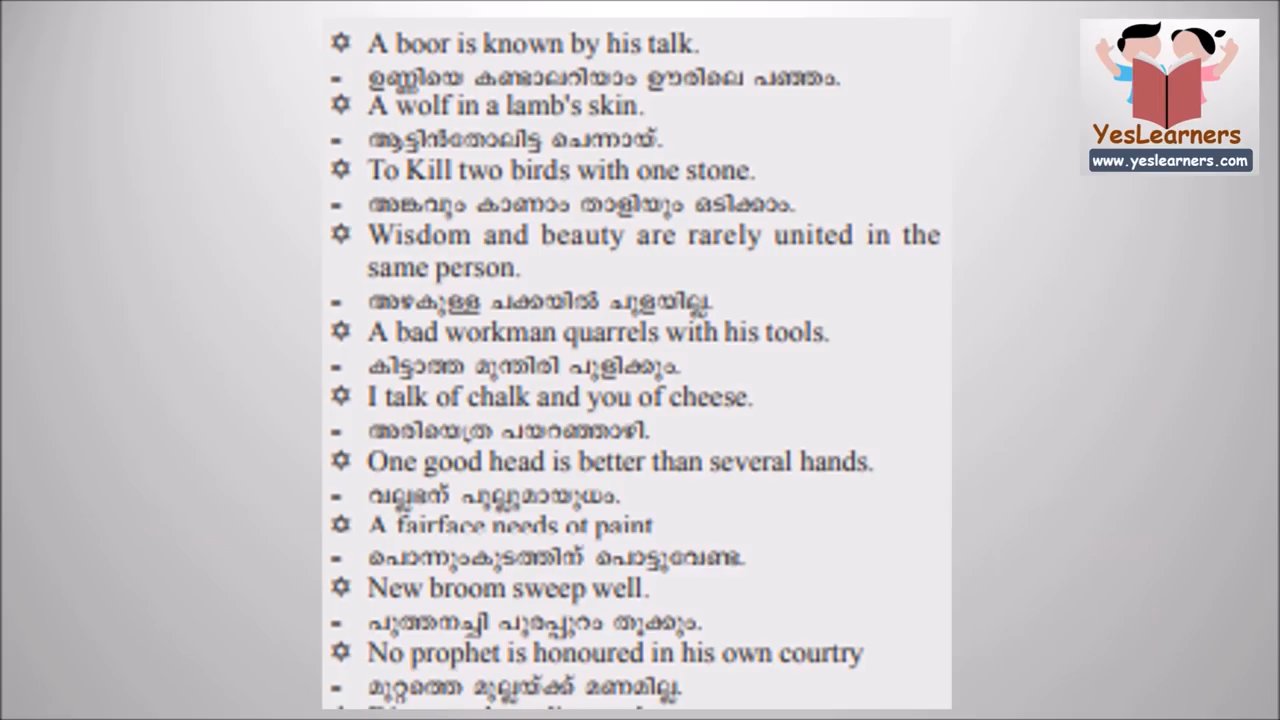 ✡ A boor is known by his talk.
- ഉണ്ണിയെ കണ്ടാലറിയാം ഊരിലെ പഞ്ഞം.
✡ A wolf in a lamb's skin.
- ആട്ടിൻതോലിട്ട ചെന്നായ്.
✡ To Kill two birds with one stone.
- അങ്കവും കാണാം താളിയും ഒടിക്കാം.
✡ Wisdom and beauty are rarely united in the
same person.
- അഴകുള്ള ചക്കയിൽ ചുളയില്ല.
✡ A bad workman quarrels with his tools.
- കിട്ടാത്ത മുന്തിരി പുളിക്കും.
✡ I talk of chalk and you of cheese.
- അരിയെത്ര പയറഞ്ഞാഴി.
✡ One good head is better than several hands.
- വല്ലഭന് പുല്ലുമായുധം.
✡ A fairface needs ot paint
- പൊന്നുംകുടത്തിന് പൊട്ടുവേണ്ട.
✡ New broom sweep well.
- പുത്തനച്ചി പുരപ്പുറം തൂക്കും.
✡ No prophet is honoured in his own courtry
- മുറ്റത്തെ മുല്ലയ്ക്ക് മണമില്ല.
YesLearners
www.yeslearners.com